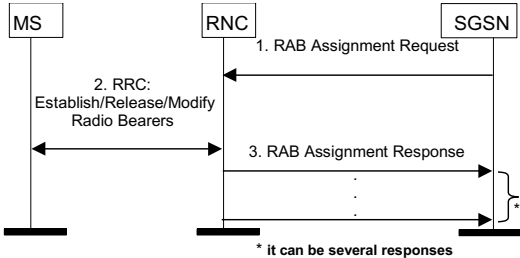 MS
RNC
SGSN
1. RAB Assignment Request
2. RRC:
Establish/Release/Modify
Radio Bearers
3. RAB Assignment Response
.
.
.
*
* it can be several responses